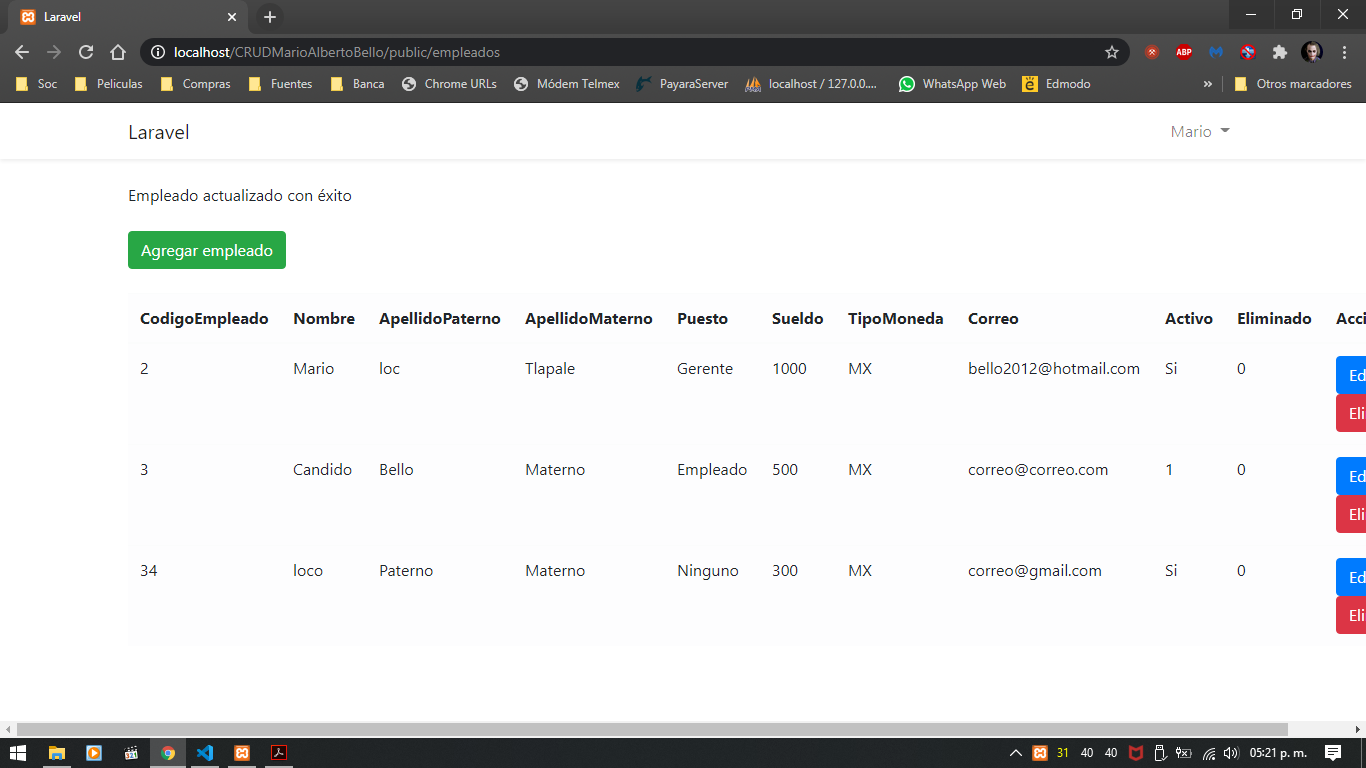 Laravel
localhost/CRUDMarioAlbertoBello/public/empleados
ABP
Soc Peliculas Compras Fuentes Banca Chrome URLs Módem Telmex PayaraServer localhost / 127.0.0.... WhatsApp Web Edmodo » Otros marcadores
Laravel Mario
Empleado actualizado con éxito
Agregar empleado
CodigoEmpleado Nombre ApellidoPaterno ApellidoMaterno Puesto Sueldo TipoMoneda Correo Activo Eliminado Acci
2 Mario loc Tlapale Gerente 1000 MX bello2012@hotmail.com Si 0 Ed
Eli
3 Candido Bello Materno Empleado 500 MX correo@correo.com 1 0 Ed
Eli
34 loco Paterno Materno Ninguno 300 MX correo@gmail.com Si 0 Ed
Eli
31 40 40 05:21 p. m.